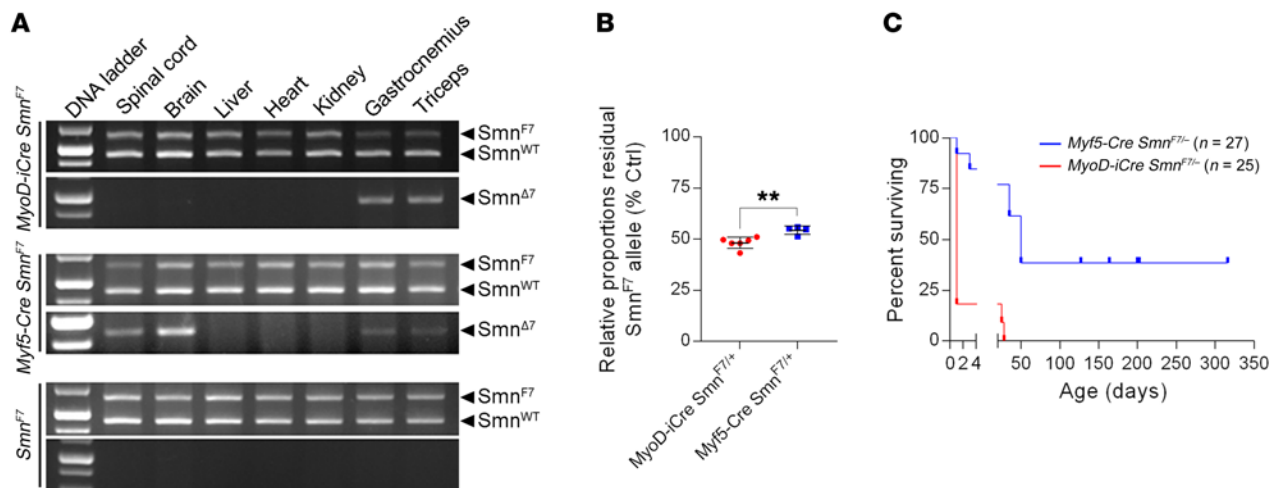 A
DNA ladder
Spinal cord
Brain
Liver
Heart
Kidney
Gastrocnemius
Triceps
MyoD-iCre Smn^F7
Smn^F7
Smn^WT
Smn^Δ7
Myf5-Cre Smn^F7
Smn^F7
Smn^WT
Smn^Δ7
Smn^F7
Smn^F7
Smn^WT
B
Relative proportions residual
Smn^F7 allele (% Ctrl)
100
75
50
25
0
**
MyoD-iCre Smn^F7/+
Myf5-Cre Smn^F7/+
C
Percent surviving
100
75
50
25
0
Myf5-Cre Smn^F7/– (n = 27)
MyoD-iCre Smn^F7/– (n = 25)
0 2 4 50 100 150 200 250 300 350
Age (days)